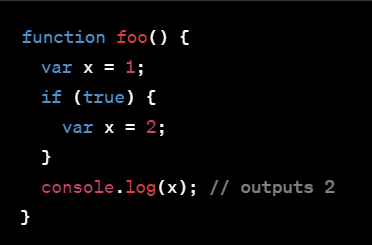 function foo() {
  var x = 1;
  if (true) {
    var x = 2;
  }
  console.log(x); // outputs 2
}